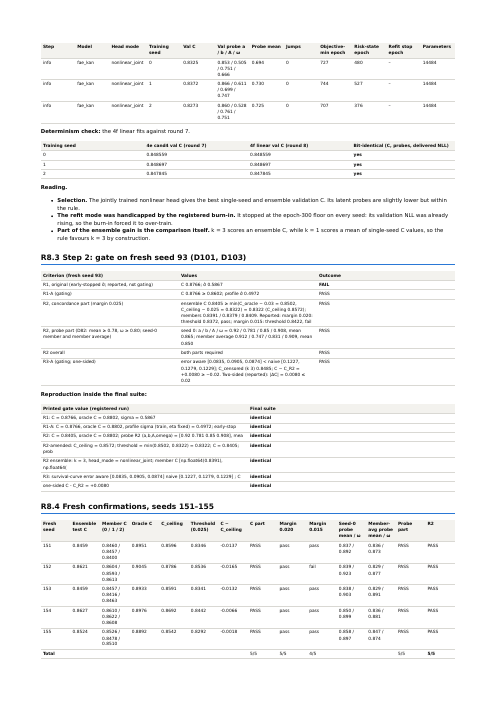 Step Model Head mode Training seed Val C Val probe a / b / A / ω Probe mean Jumps Objective-min epoch Risk-state epoch Refit stop epoch Parameters
info fae_icon nonlinear_joint 0 0.8325 0.853 / 0.505 / 0.751 / 0.666 0.694 0 727 480 – 14484
info fae_icon nonlinear_joint 1 0.8372 0.866 / 0.611 / 0.699 / 0.747 0.730 0 744 527 – 14484
info fae_icon nonlinear_joint 2 0.8273 0.860 / 0.528 / 0.761 / 0.751 0.725 0 707 376 – 14484
Determinism check: the 4f linear fits against round 7.
Training seed 4e cand8 val C (round 7) 4f linear val C (round 8) Bit-identical (C, probes, delivered NLL)
0 0.848559 0.848559 yes
1 0.848697 0.848697 yes
2 0.847845 0.847845 yes
Reading.
• Selection. The jointly trained nonlinear head gives the best single-seed and ensemble validation C. Its latent probes are slightly lower but within
the rule.
• The refit mode was handicapped by the registered burn-in. It stopped at the epoch-300 floor on every seed: its validation NLL was already
rising, so the burn-in forced it to over-train.
• Part of the ensemble gain is the comparison itself. k = 3 scores an ensemble C, while k = 1 scores a mean of single-seed C values, so the
rule favours k = 3 by construction.
R8.3 Step 2: gate on fresh seed 93 (D101, D103)
Criterion (fresh seed 93) Values Outcome
R1, original (early-stopped ô; reported, not gating) C 0.8766; ô 0.5867 FAIL
R1-A (gating) C 0.8766 ≥ 0.8602; profile ô 0.4972 PASS
R2, concordance part (margin 0.025) ensemble C 0.8405 ≥ min(C_oracle − 0.03 = 0.8502,
C_ceiling − 0.025 = 0.8322) = 0.8322 (C_ceiling 0.8572);
members 0.8391 / 0.8379 / 0.8409. Reported: margin 0.020:
threshold 0.8372, pass; margin 0.015: threshold 0.8422, fail PASS
R2, probe part (D82: mean ≥ 0.78, ω ≥ 0.80; seed-0
member and member average) seed 0: a / b / A / ω = 0.92 / 0.781 / 0.85 / 0.908, mean
0.865; member average 0.912 / 0.747 / 0.831 / 0.909, mean
0.850 PASS
R2 overall both parts required PASS
R3-A (gating; one-sided) error aware [0.0835, 0.0905, 0.0874] < naive [0.1227,
0.1179, 0.1229]; C_censored (k 3) 0.8485; C − C_R2 =
+0.0080 ≥ −0.02. Two-sided (reported): |ΔC| = 0.0080 ≤
0.02 PASS
Reproduction inside the final suite:
Printed gate value (registered run) Final suite
R1: C = 0.8766, oracle C = 0.8802, sigma = 0.5867 identical
R1-A: C = 0.8766, oracle C = 0.8802, profile sigma (train, eta fixed) = 0.4972; early-stop identical
R2: C = 0.8405, oracle C = 0.8802, probe R2 (a,b,A,omega) = [0.92 0.781 0.85 0.908], mea identical
R2-amended: C_ceiling = 0.8572; threshold = min(0.8502, 0.8322) = 0.8322; C = 0.8405,
prob identical
R2 ensemble: k = 3, head_mode = nonlinear_joint; member C [np.float64(0.8391),
np.float64( identical
R3: survival-curve error aware [0.0835, 0.0905, 0.0874] naive [0.1227, 0.1179, 0.1229] ; C identical
one-sided C - C_R2 = +0.0080 identical
R8.4 Fresh confirmations, seeds 151–155
Fresh seed Ensemble test C Member C (0 / 1 / 2) Oracle C C_ceiling Threshold (0.025) C − C_ceiling C part Margin 0.020 Margin 0.015 Seed-0 probe mean / ω Member-avg probe mean / ω Probe part R2
151 0.8459 0.8460 / 0.8457 / 0.8400 0.8951 0.8596 0.8346 -0.0137 PASS pass pass 0.837 / 0.892 0.836 / 0.873 PASS PASS
152 0.8621 0.8604 / 0.8593 / 0.8613 0.9045 0.8786 0.8536 -0.0165 PASS pass fail 0.839 / 0.923 0.829 / 0.877 PASS PASS
153 0.8459 0.8457 / 0.8416 / 0.8463 0.8933 0.8591 0.8341 -0.0132 PASS pass pass 0.838 / 0.903 0.829 / 0.891 PASS PASS
154 0.8627 0.8610 / 0.8622 / 0.8608 0.8976 0.8692 0.8442 -0.0066 PASS pass pass 0.850 / 0.899 0.836 / 0.881 PASS PASS
155 0.8524 0.8526 / 0.8478 / 0.8510 0.8892 0.8542 0.8292 -0.0018 PASS pass pass 0.858 / 0.897 0.847 / 0.874 PASS PASS
Total 5/5 5/5 4/5 5/5 5/5